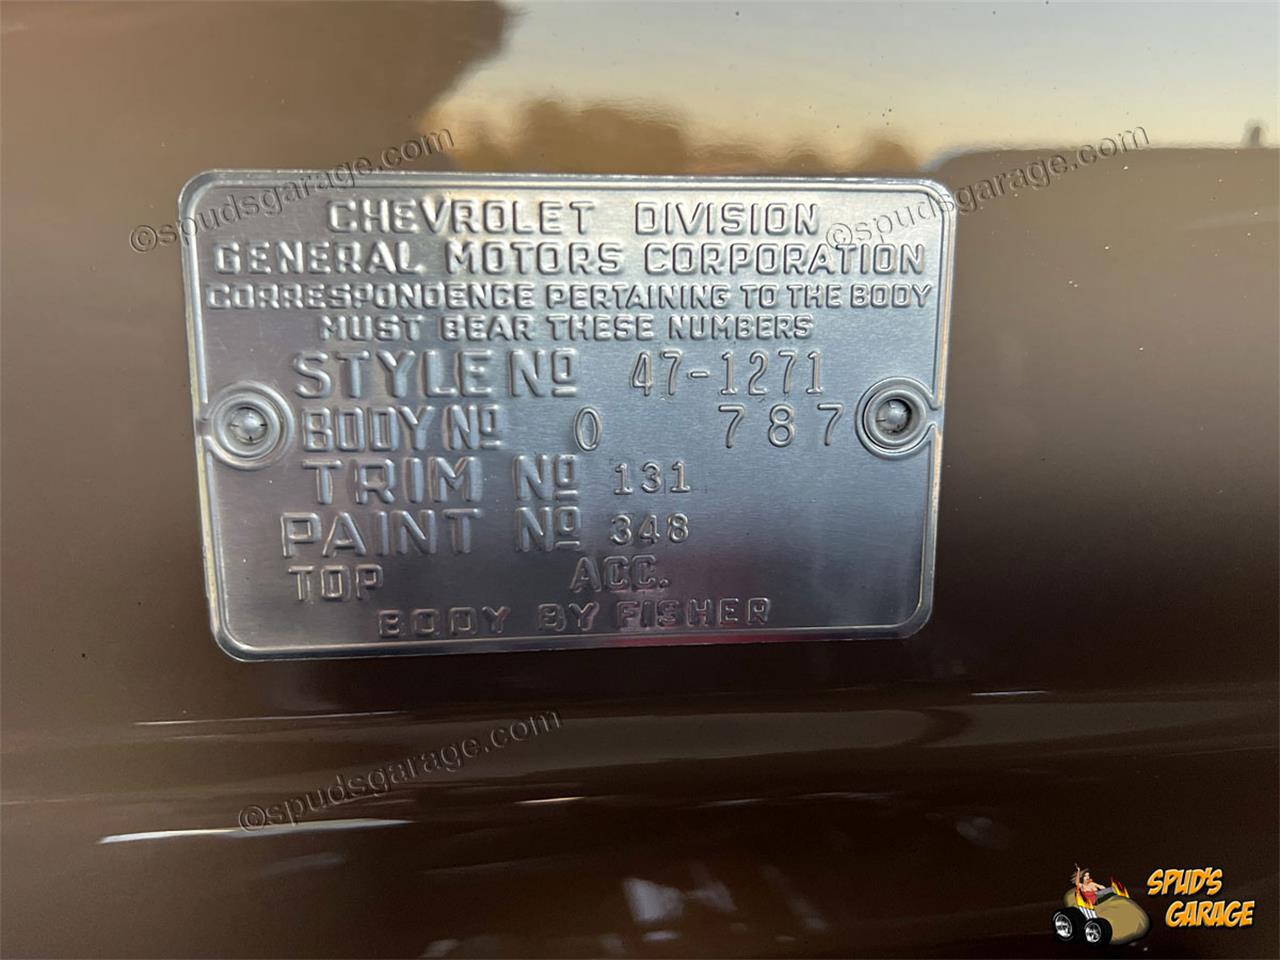 CHEVROLET DIVISION
GENERAL MOTORS CORPORATION
CORRESPONDENCE PERTAINING TO THE BODY
MUST BEAR THESE NUMBERS
STYLE Nº 47-1271
BODY Nº 0 787
TRIM Nº 131
PAINT Nº 348
TOP ACC.
BODY BY FISHER
©spudsgarage.com
©spudsgarage.com
©spudsgarage.com
SPUD'S
GARAGE